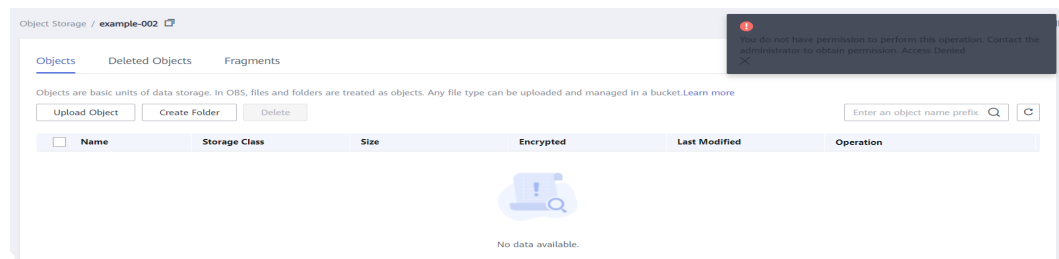 Object Storage / example-002
You do not have permission to perform this operation. Contact the
administrator to obtain permission. Access Denied
Objects Deleted Objects Fragments
Objects are basic units of data storage. In OBS, files and folders are treated as objects. Any file type can be uploaded and managed in a bucket.Learn more
Upload Object Create Folder Delete Enter an object name prefix
Name Storage Class Size Encrypted Last Modified Operation
No data available.